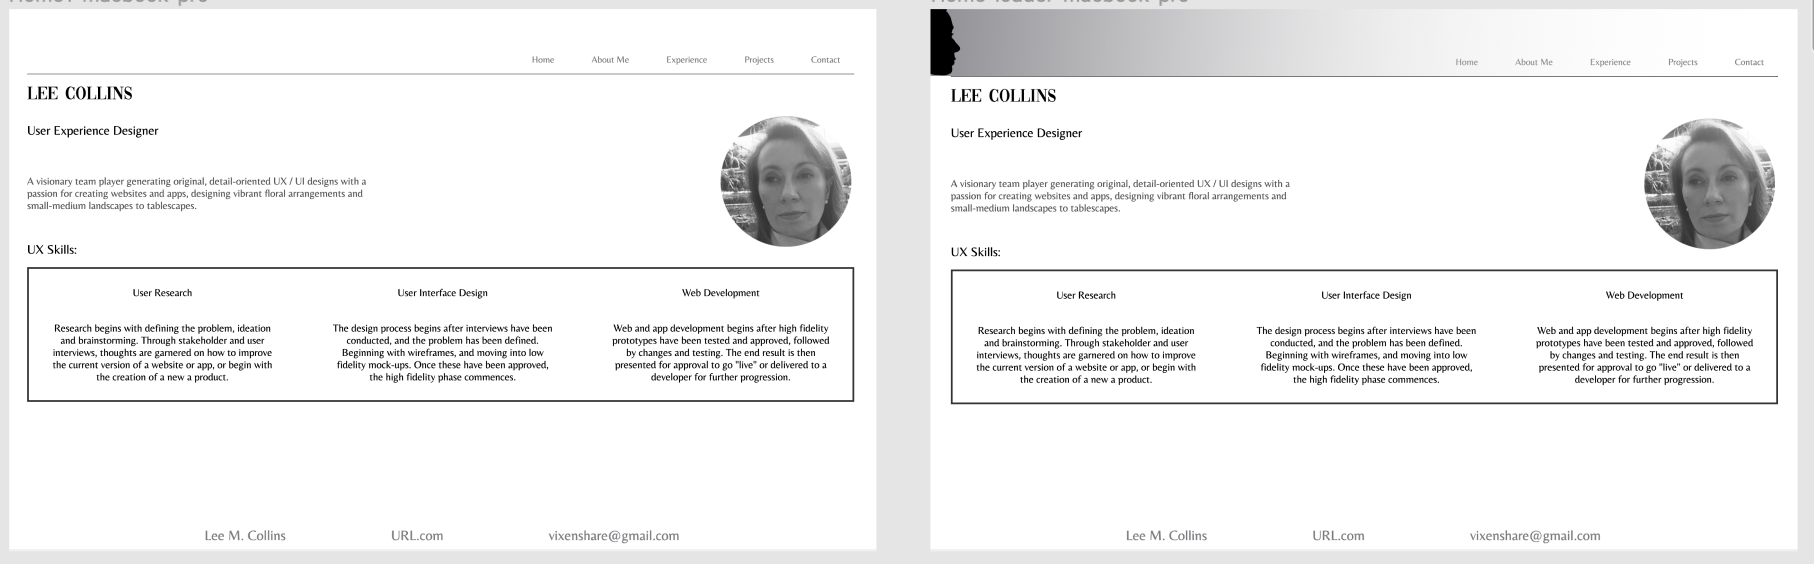 Home1 macbook pro
Home Experience Projects Contact About Me
LEE COLLINS
User Experience Designer
A visionary team player generating original, detail-oriented UX / UI designs with a
passion for creating websites and apps, designing vibrant floral arrangements and
small-medium landscapes to tablescapes.
UX Skills:
User Research
Research begins with defining the problem, ideation
and brainstorming. Through stakeholder and user
interviews, thoughts are garnered on how to improve
the current version of a website or app, or begin with
the creation of a new a product.
User Interface Design
The design process begins after interviews have been
conducted, and the problem has been defined.
Beginning with wireframes, and moving into low
fidelity mock-ups. Once these have been approved,
the high fidelity phase commences.
Web Development
Web and app development begins after high fidelity
prototypes have been tested and approved, followed
by changes and testing. The end result is then
presented for approval to go "live" or delivered to a
developer for further progression.
Lee M. Collins URL.com vixenshare@gmail.com
Home loader macbook pro
Home About Me Experience Projects Contact
LEE COLLINS
User Experience Designer
A visionary team player generating original, detail-oriented UX / UI designs with a
passion for creating websites and apps, designing vibrant floral arrangements and
small-medium landscapes to tablescapes.
UX Skills:
User Research
Research begins with defining the problem, ideation
and brainstorming. Through stakeholder and user
interviews, thoughts are garnered on how to improve
the current version of a website or app, or begin with
the creation of a new a product.
User Interface Design
The design process begins after interviews have been
conducted, and the problem has been defined.
Beginning with wireframes, and moving into low
fidelity mock-ups. Once these have been approved,
the high fidelity phase commences.
Web Development
Web and app development begins after high fidelity
prototypes have been tested and approved, followed
by changes and testing. The end result is then
presented for approval to go "live" or delivered to a
developer for further progression.
Lee M. Collins URL.com vixenshare@gmail.com